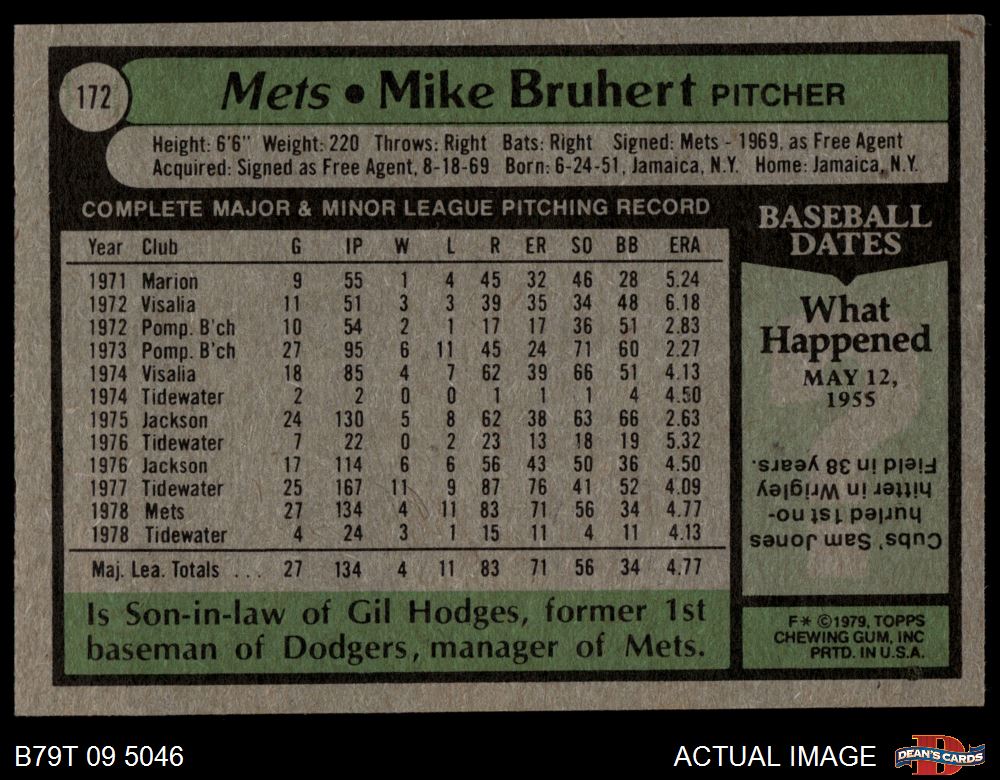 172
Mets • Mike Bruhert PITCHER
Height: 6'6" Weight: 220 Throws: Right Bats: Right Signed: Mets - 1969, as Free Agent
Acquired: Signed as Free Agent, 8-18-69 Born: 6-24-51, Jamaica, N.Y. Home: Jamaica, N.Y.
COMPLETE MAJOR & MINOR LEAGUE PITCHING RECORD
Year Club G IP W L R ER SO BB ERA
1971 Marion 9 55 1 4 45 32 46 28 5.24
1972 Visalia 11 51 3 3 39 35 34 48 6.18
1972 Pomp. B'ch 10 54 2 1 17 17 36 51 2.83
1973 Pomp. B'ch 27 95 6 11 45 24 71 60 2.27
1974 Visalia 18 85 4 7 62 39 66 51 4.13
1974 Tidewater 2 2 0 0 1 1 1 4 4.50
1975 Jackson 24 130 5 8 62 38 63 66 2.63
1976 Tidewater 7 22 0 2 23 13 18 19 5.32
1976 Jackson 17 114 6 6 56 43 50 36 4.50
1977 Tidewater 25 167 11 9 87 76 41 52 4.09
1978 Mets 27 134 4 11 83 71 56 34 4.77
1978 Tidewater 4 24 3 1 15 11 4 11 4.13
Maj. Lea. Totals ... 27 134 4 11 83 71 56 34 4.77
Is Son-in-law of Gil Hodges, former 1st
baseman of Dodgers, manager of Mets.
BASEBALL
DATES
What
Happened
MAY 12,
1955
Cubs' Sam Jones
hurled 1st no-
hitter in Wrigley
Field in 38 years.
F* ©1979, TOPPS
CHEWING GUM, INC
PRTD. IN U.S.A.
B79T 09 5046
ACTUAL IMAGE
DEAN'S CARDS